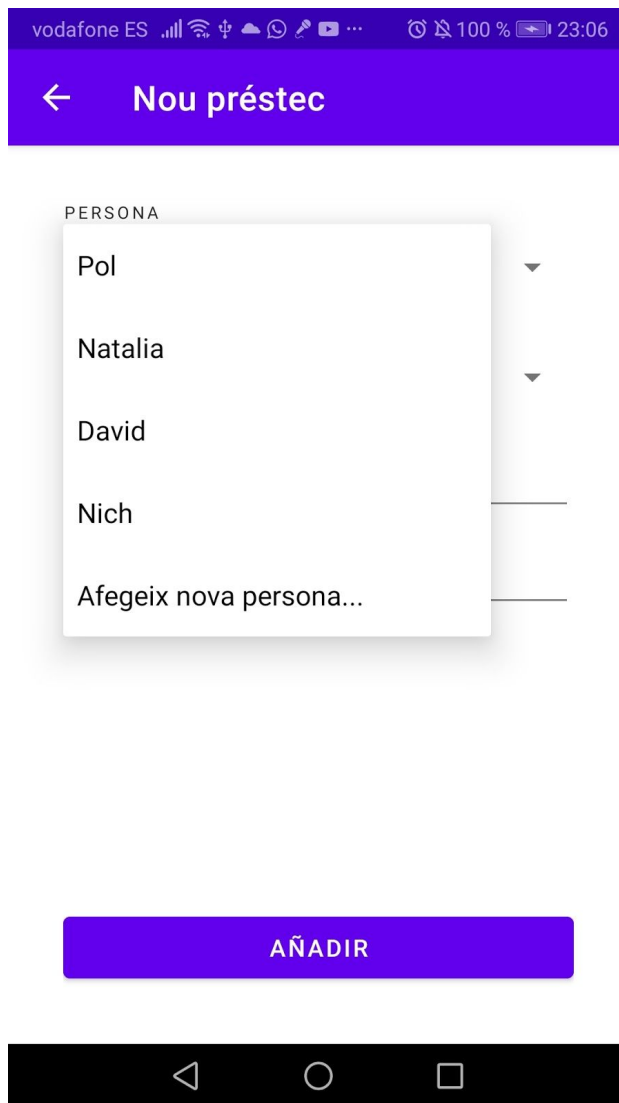 vodafone ES 100 % 23:06
Nou préstec
PERSONA
Pol
Natalia
David
Nich
Afegeix nova persona...
AÑADIR